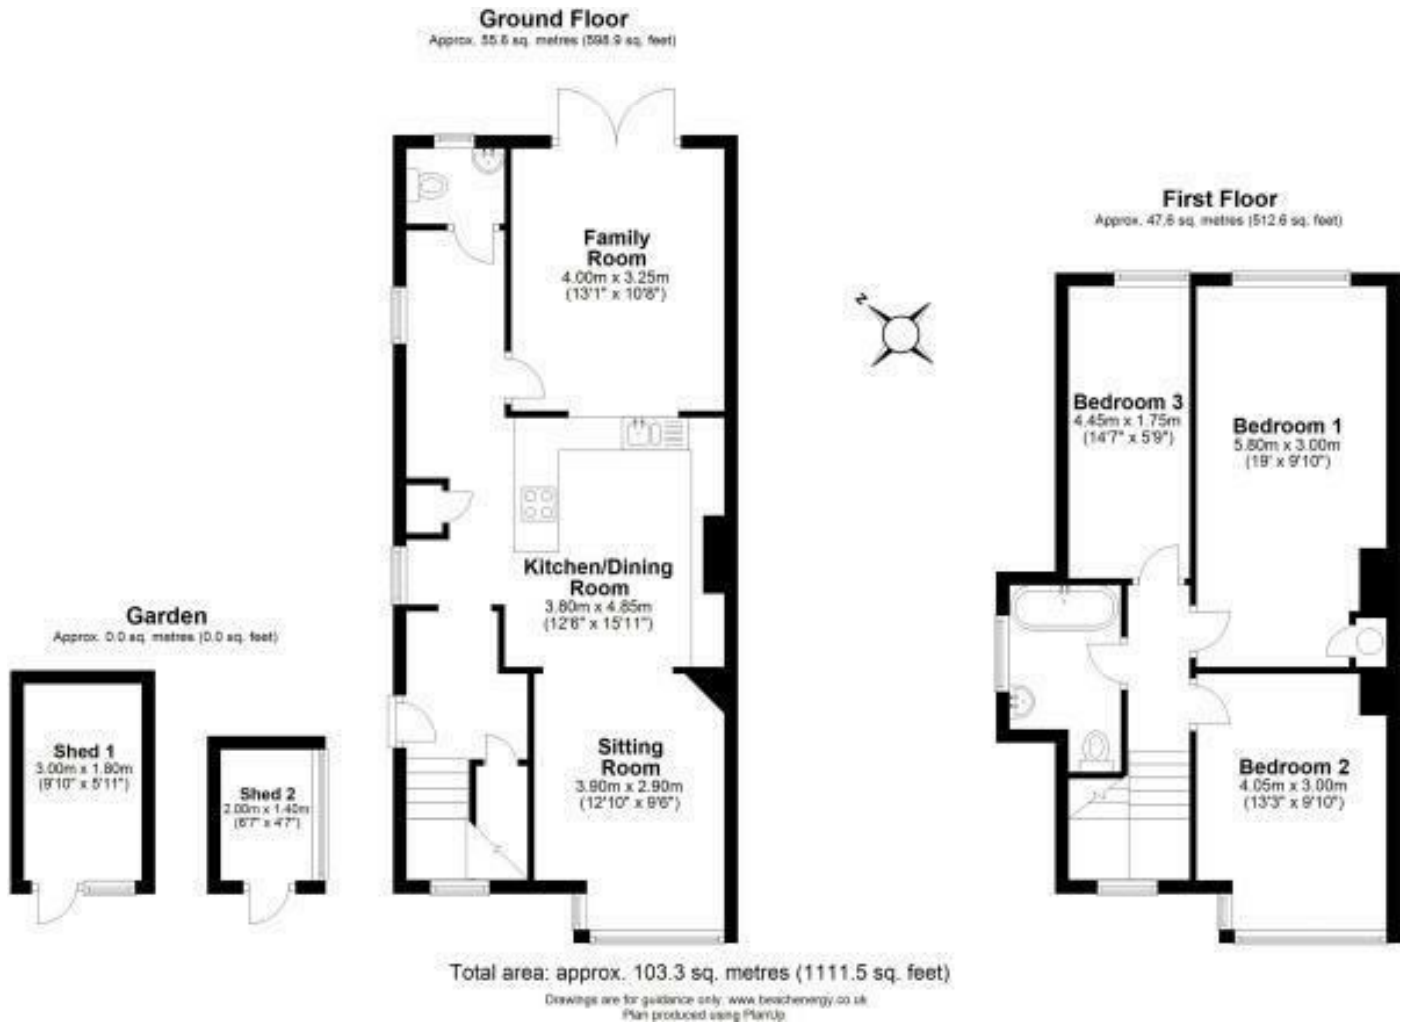 Ground Floor
Approx. 55.6 sq. metres (598.9 sq. feet)
Family
Room
4.00m x 3.25m
(13'1" x 10'8")
First Floor
Approx. 47.6 sq. metres (512.6 sq. feet)
N
Bedroom 3
4.45m x 1.75m
(14'7" x 5'9")
Bedroom 1
5.80m x 3.00m
(19' x 9'10")
Kitchen/Dining
Room
3.80m x 4.85m
(12'6" x 15'11")
Garden
Approx. 0.0 sq. metres (0.0 sq. feet)
Shed 1
3.00m x 1.80m
(9'10" x 5'11")
Shed 2
2.00m x 1.40m
(6'7" x 4'7")
Sitting
Room
3.90m x 2.90m
(12'10" x 9'6")
Bedroom 2
4.05m x 3.00m
(13'3" x 9'10")
Total area: approx. 103.3 sq. metres (1111.5 sq. feet)
Drawings are for guidance only. www.beachenergy.co.uk
Plan produced using PlanUp.